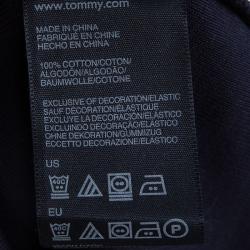 www.tommy.com
MADE IN CHINA
FABRIQUÉ EN CHINE
HECHO EN CHINA
100% COTTON/COTON/
ALGODÓN/ALGODÃO/
BAUMWOLLE/COTONE
EXCLUSIVE OF DECORATION/ELASTIC
SAUF DÉCORATION/ÉLASTIQUE
EXCLUYE LA DECORACIÓN/ELÁSTICO
EXCLUINDO DECORAÇÃO/ELÁSTICO
OHNE DEKORATION/GUMMIZUG
ECCETTO DECORAZIONE/ELASTICO
US
40C
EU
40C
P